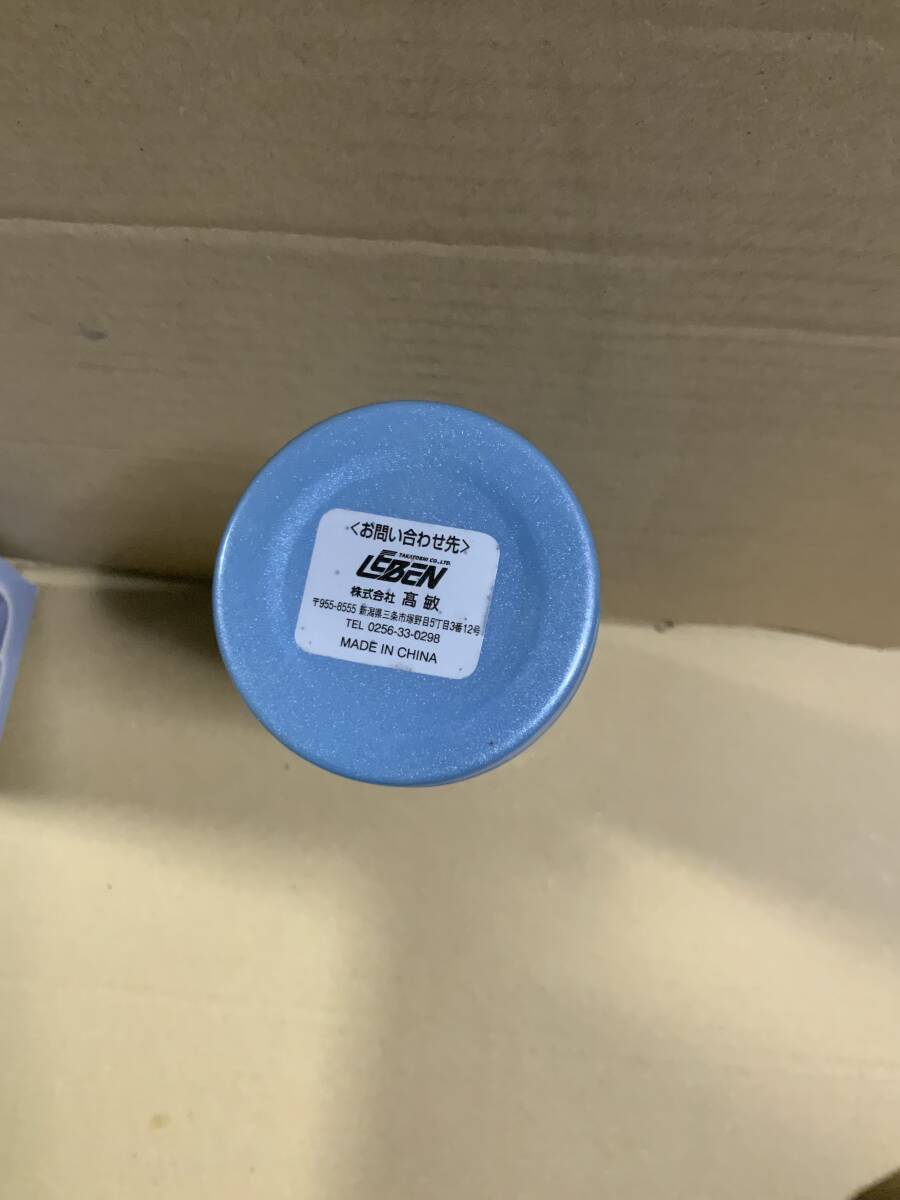 <お問い合わせ先>
TAKATOSHI CO.,LTD.
LEBEN
株式会社 髙敏
〒955-8555 新潟県三条市塚野目5丁目3番12号
TEL 0256-33-0298
MADE IN CHINA